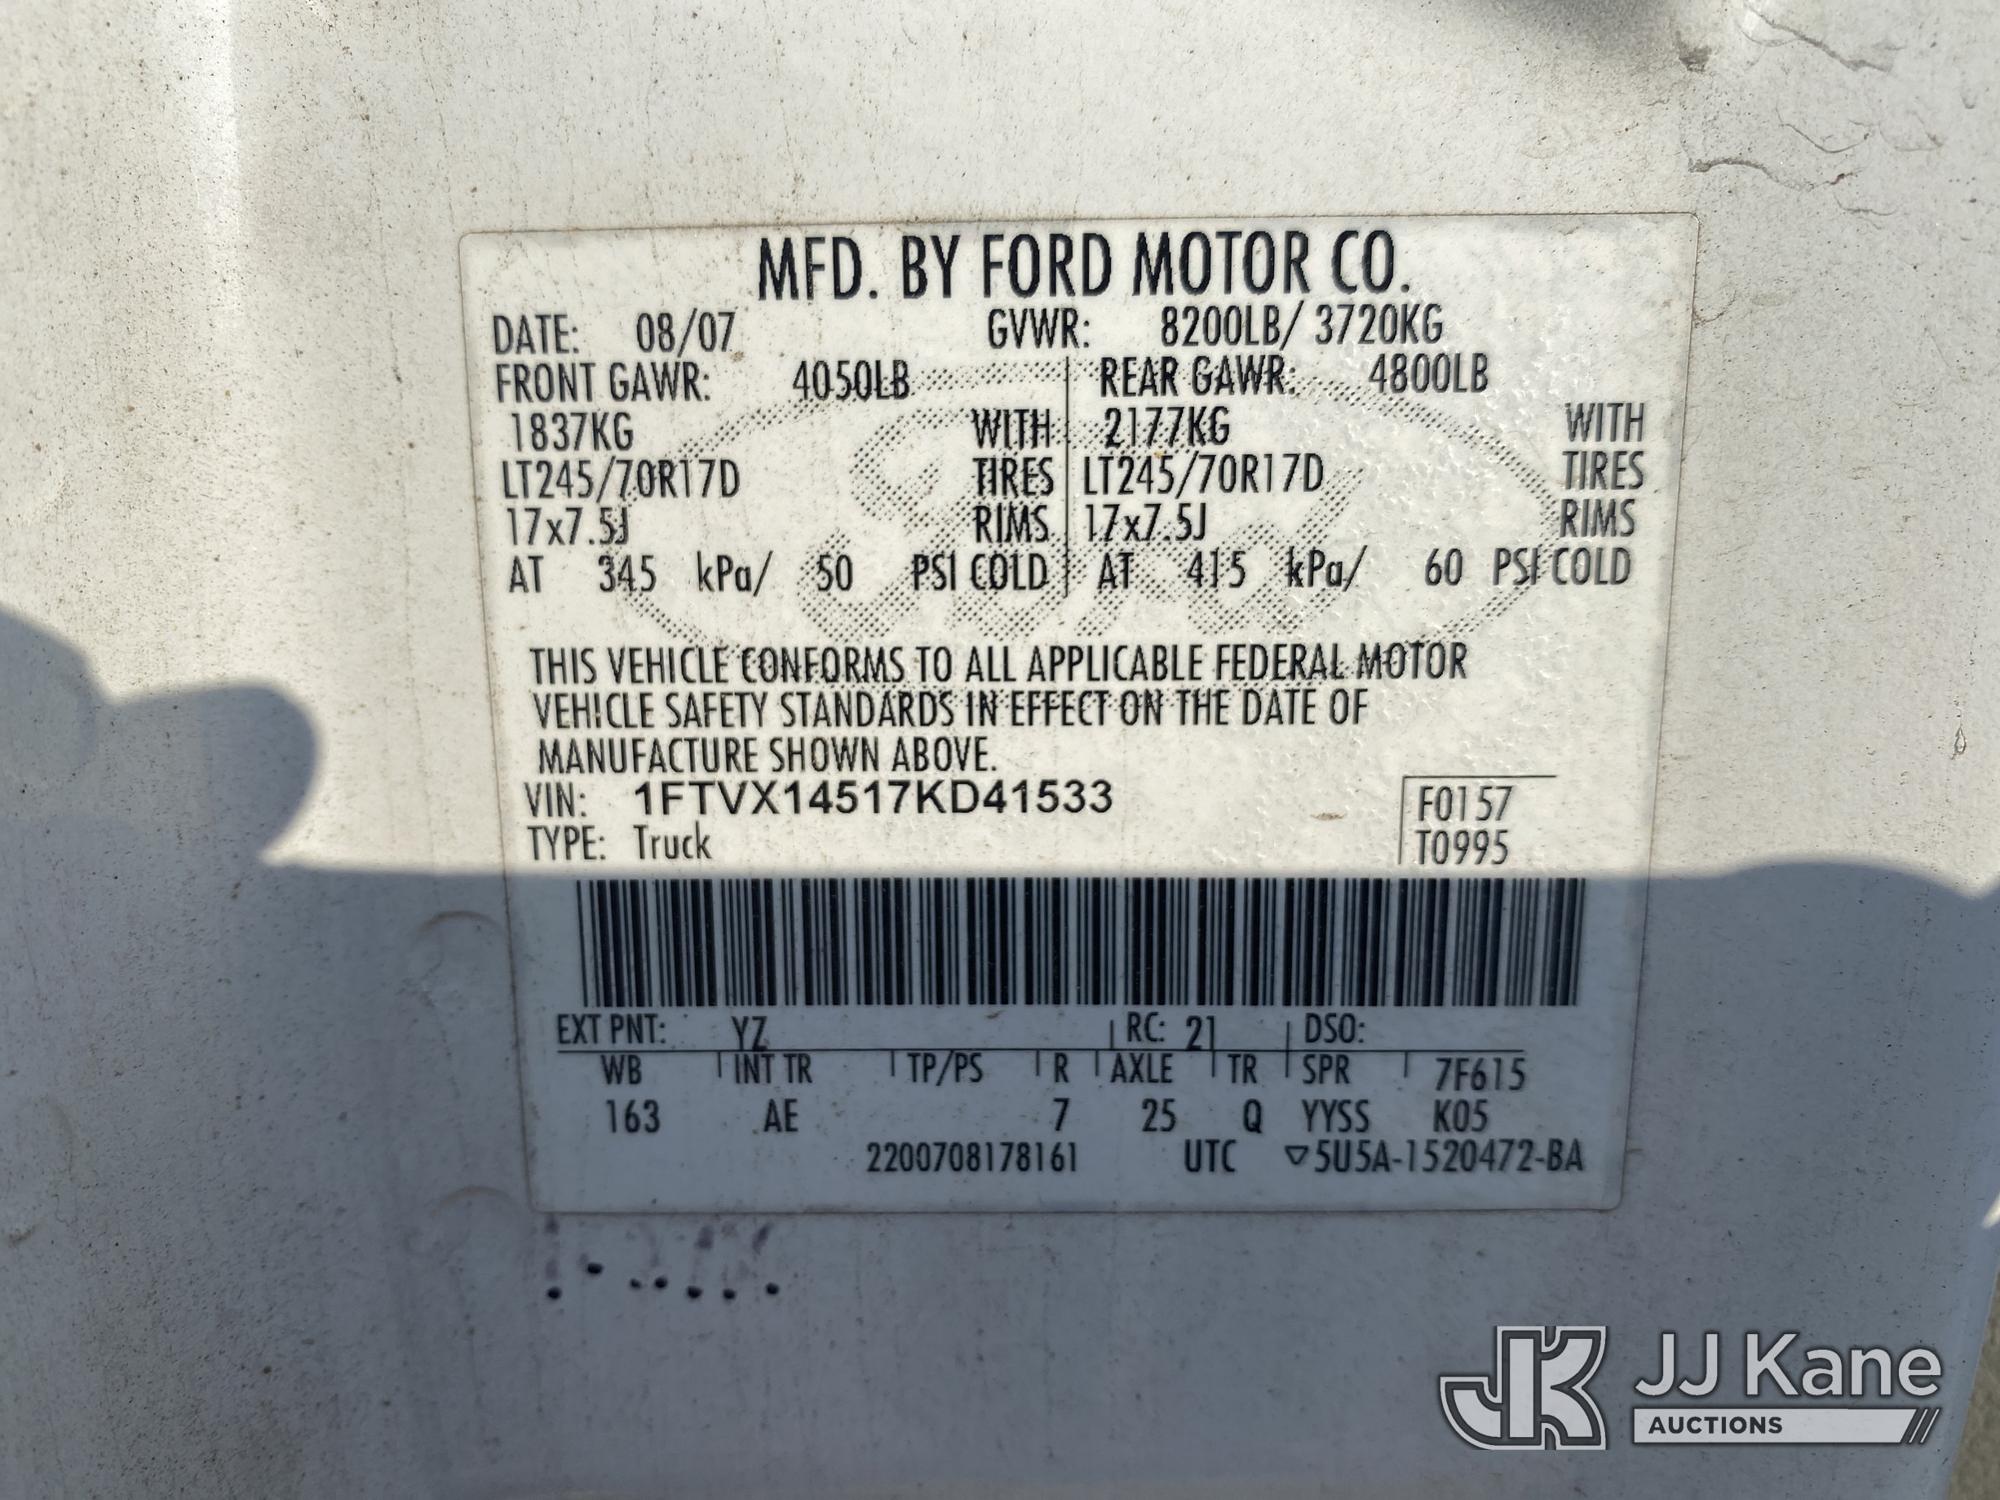 MFD. BY FORD MOTOR CO.
DATE: 08/07 GVWR: 8200LB/ 3720KG
FRONT GAWR: 4050LB REAR GAWR: 4800LB
1837KG WITH 2177KG WITH
LT245/70R17D TIRES LT245/70R17D TIRES
17x7.5J RIMS 17x7.5J RIMS
AT 345 kPa/ 50 PSI COLD AT 415 kPa/ 60 PSI COLD
THIS VEHICLE CONFORMS TO ALL APPLICABLE FEDERAL MOTOR
VEHICLE SAFETY STANDARDS IN EFFECT ON THE DATE OF
MANUFACTURE SHOWN ABOVE.
VIN: 1FTVX14517KD41533 F0157
TYPE: Truck T0995
EXT PNT: YZ RC: 21 DSO:
WB INT TR TP/PS R AXLE TR SPR 7F615
163 AE 7 25 Q YYSS K05
2200708178161 UTC ▽5U5A-1520472-BA
JK JJ Kane
AUCTIONS